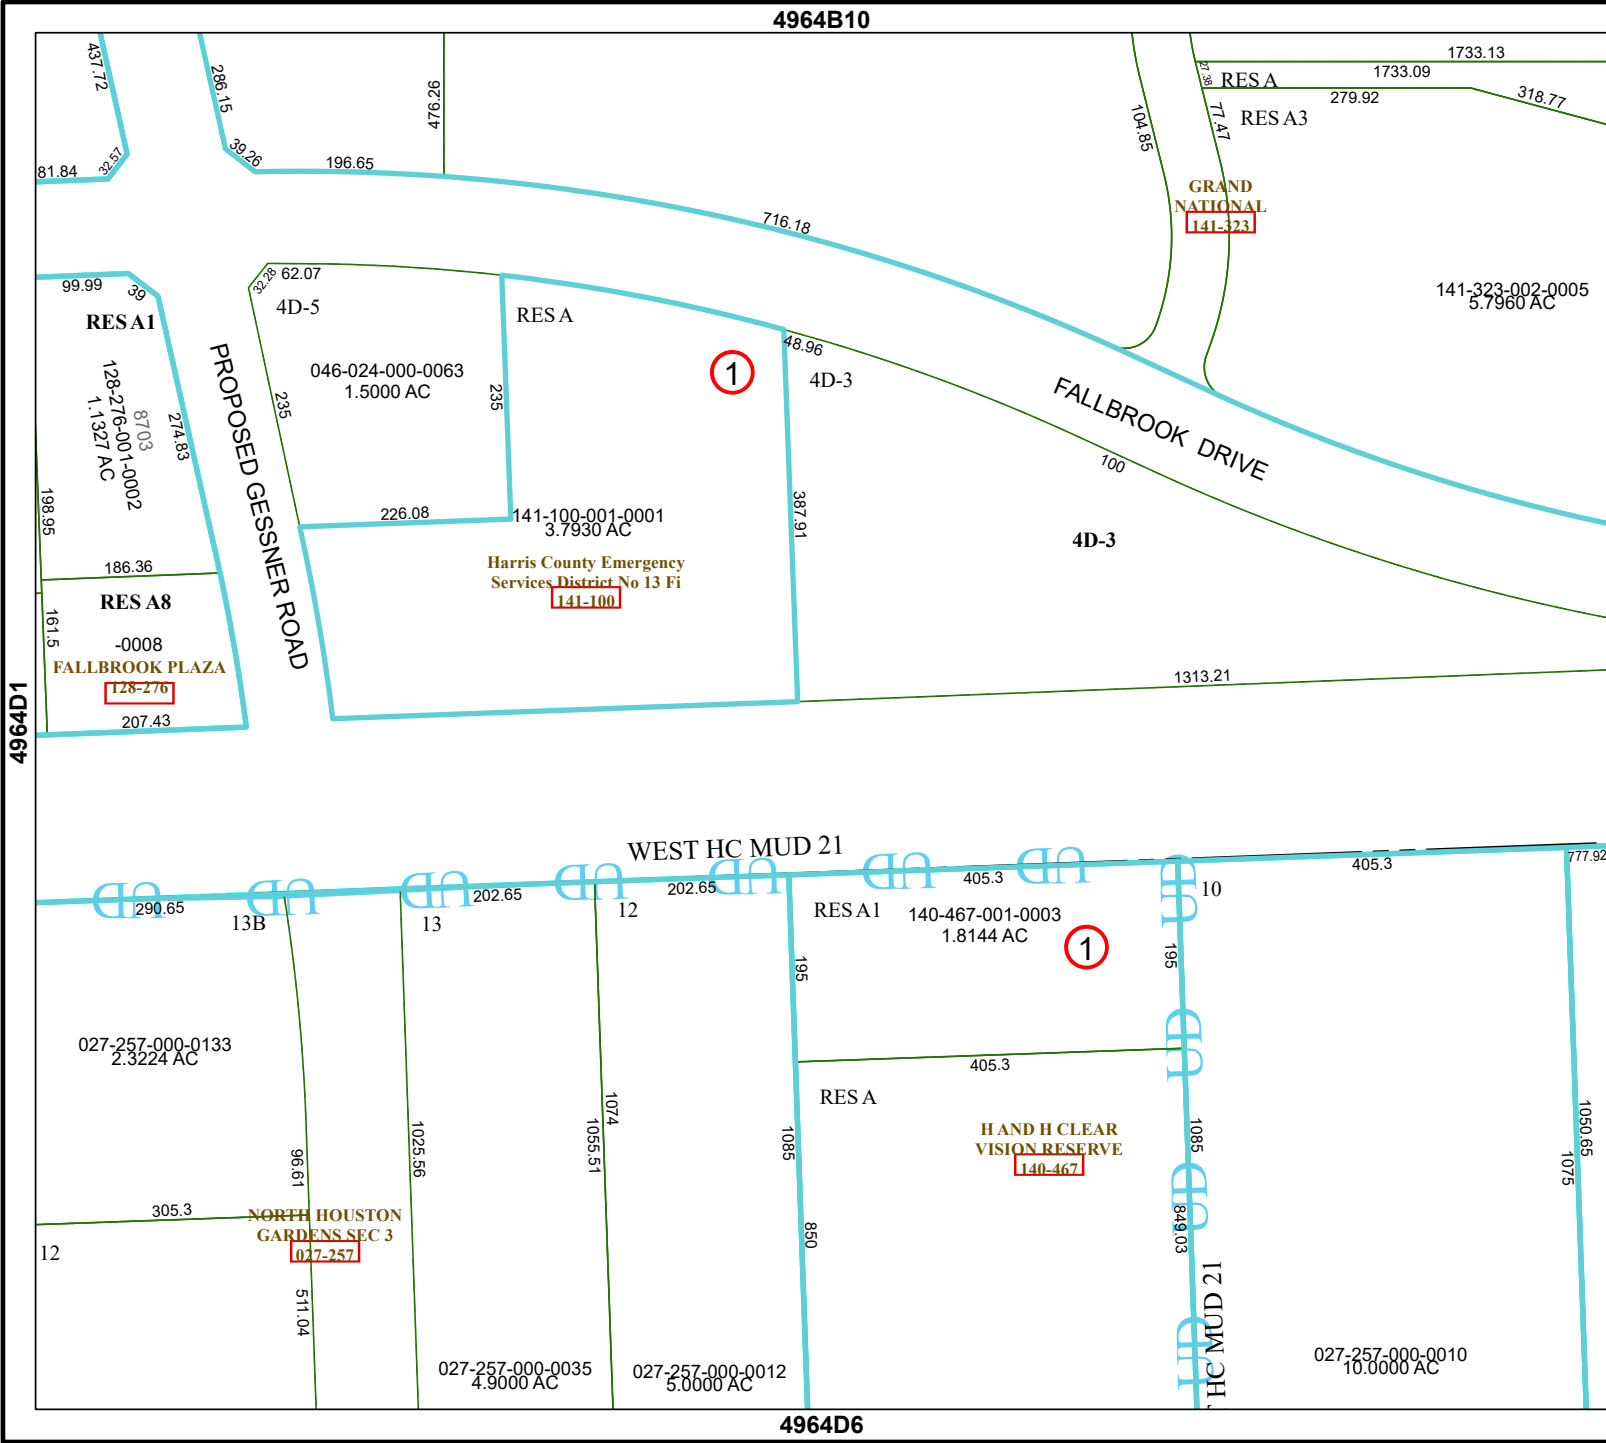 4964B10
437.72
286.15
476.26
1733.13
27.38
RES A
1733.09
279.92
318.77
77.47
RES A3
104.85
32.57
39.26
196.65
81.84
GRAND
NATIONAL
141-323
716.18
99.99
39
32.28
62.07
4D-5
RES A
141-323-002-0005
5.7960 AC
RES A1
48.96
1
4D-3
128-276-001-0002
8703
1.1327 AC
274.83
PROPOSED GESSNER ROAD
235
046-024-000-0063
1.5000 AC
235
FALLBROOK DRIVE
100
198.95
226.08
141-100-001-0001
3.7930 AC
387.91
4D-3
186.36
Harris County Emergency
Services District No 13 Fi
141-100
RES A8
161.5
-0008
FALLBROOK PLAZA
128-276
207.43
1313.21
4964D1
WEST HC MUD 21
290.65
13B
13
202.65
12
202.65
RES A1
405.3
10
405.3
777.92
140-467-001-0003
1.8144 AC
1
195
195
027-257-000-0133
2.3224 AC
405.3
RES A
96.61
1025.56
1055.51
1074
1085
H AND H CLEAR
VISION RESERVE
140-467
1085
1075
1050.65
305.3
NORTH HOUSTON
GARDENS SEC 3
027-257
12
511.04
850
849.03
HC MUD 21
027-257-000-0035
4.9000 AC
027-257-000-0012
5.0000 AC
027-257-000-0010
10.0000 AC
4964D6